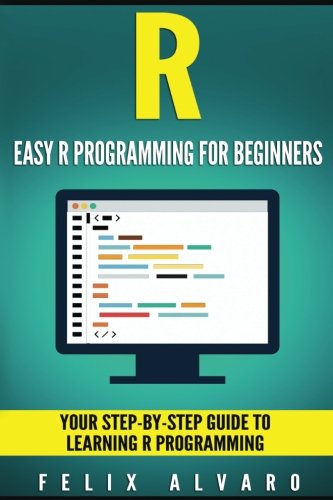 R
EASY R PROGRAMMING FOR BEGINNERS
< >
</>
YOUR STEP-BY-STEP GUIDE TO
LEARNING R PROGRAMMING
FELIX ALVARO